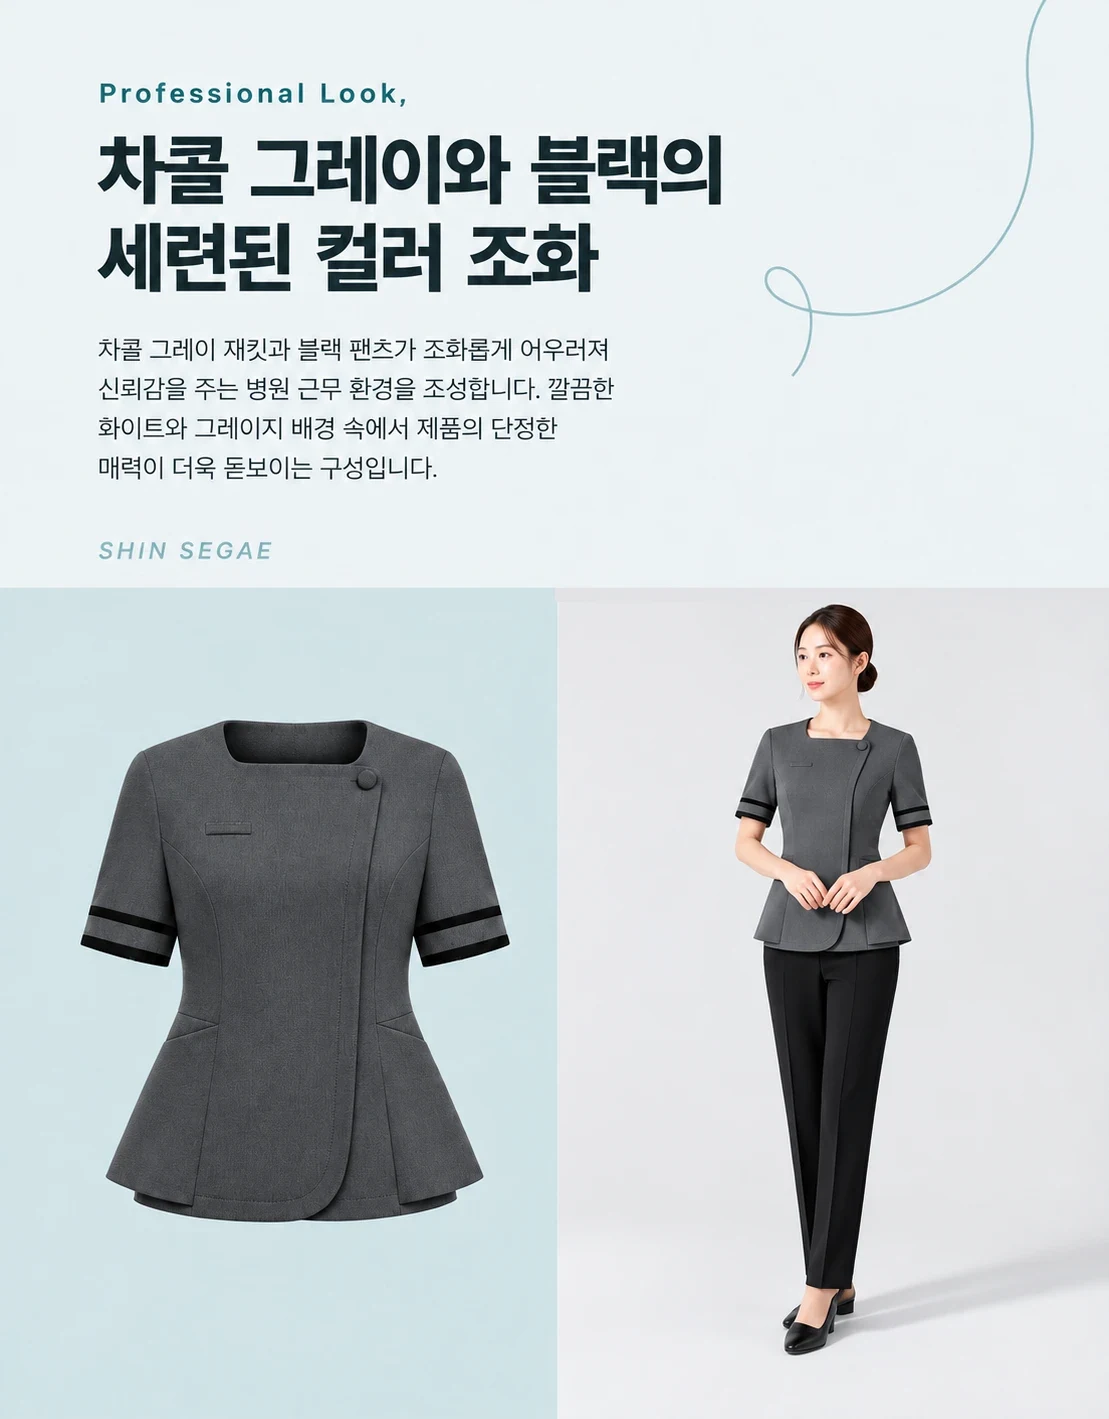 Professional Look,
차콜 그레이와 블랙의
세련된 컬러 조화
차콜 그레이 재킷과 블랙 팬츠가 조화롭게 어우러져
신뢰감을 주는 병원 근무 환경을 조성합니다. 깔끔한
화이트와 그레이지 배경 속에서 제품의 단정한
매력이 더욱 돋보이는 구성입니다.
SHIN SEGAE